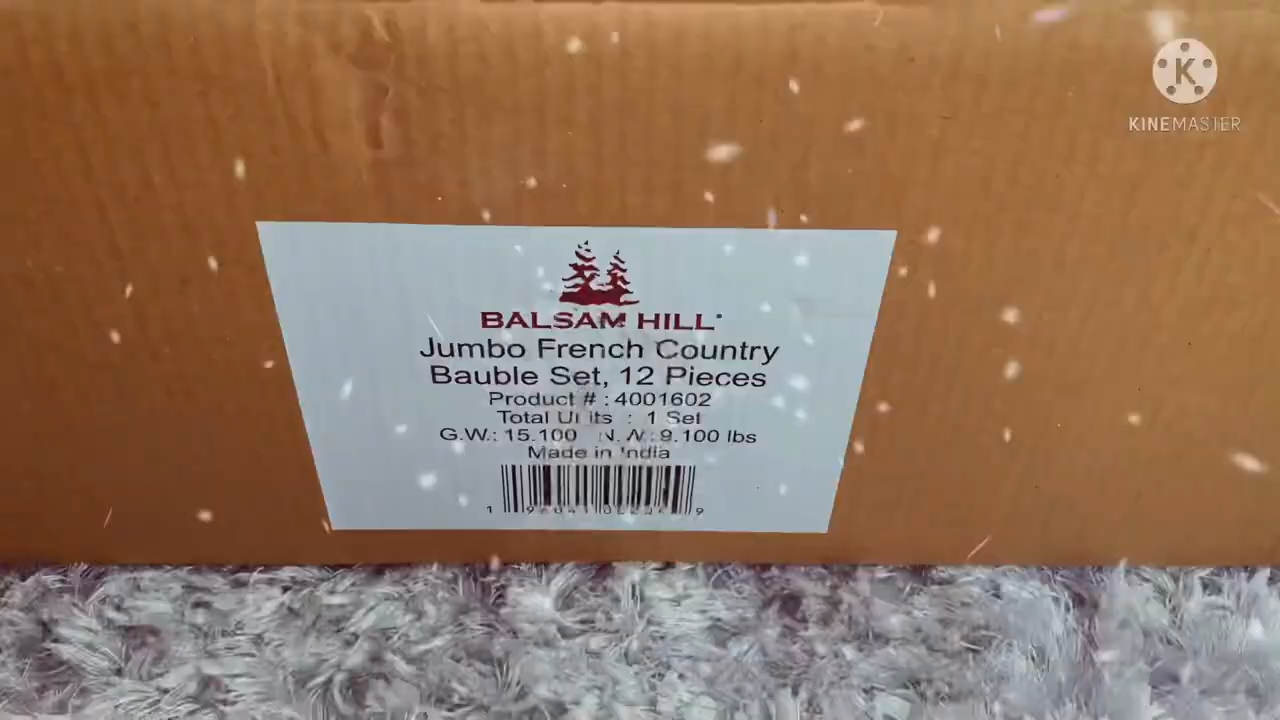 KINEMASTER
BALSAM HILL
Jumbo French Country
Bauble Set, 12 Pieces
Product # : 4001602
Total Units : 1 Set
G.W.: 15.100 N.W.: 9.100 lbs
Made in India